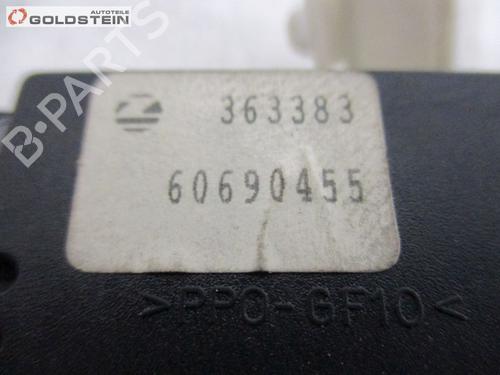 AUTOTEILE
GOLDSTEIN
B-PARTS
363383
60690455
>PPO-GF10<